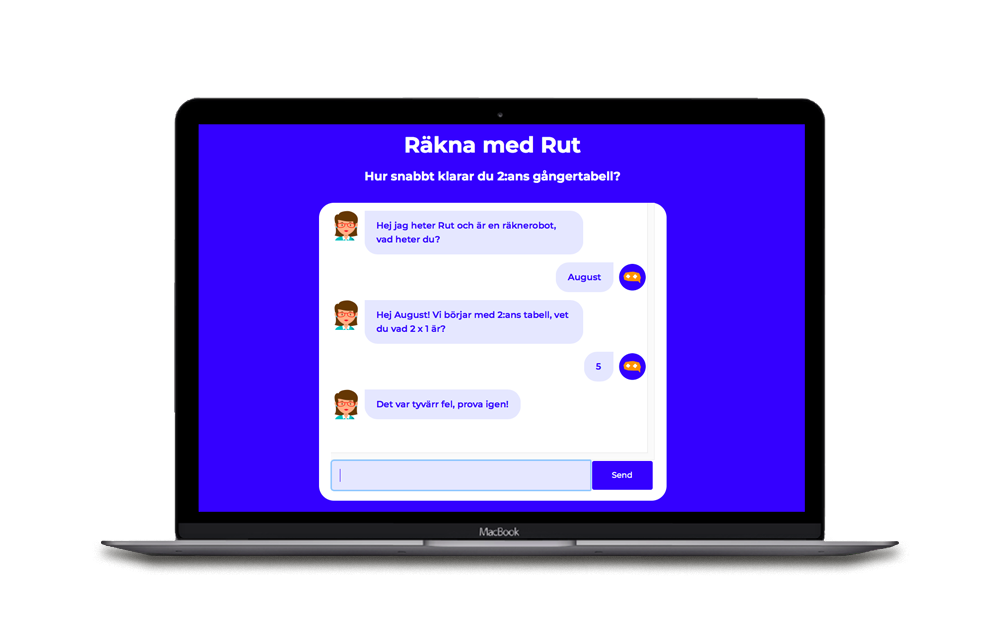 Räkna med Rut
Hur snabbt klarar du 2:ans gångertabell?
Hej jag heter Rut och är en räknerobot,
vad heter du?
August
Hej August! Vi börjar med 2:ans tabell, vet
du vad 2 x 1 är?
5
Det var tyvärr fel, prova igen!
Send
MacBook